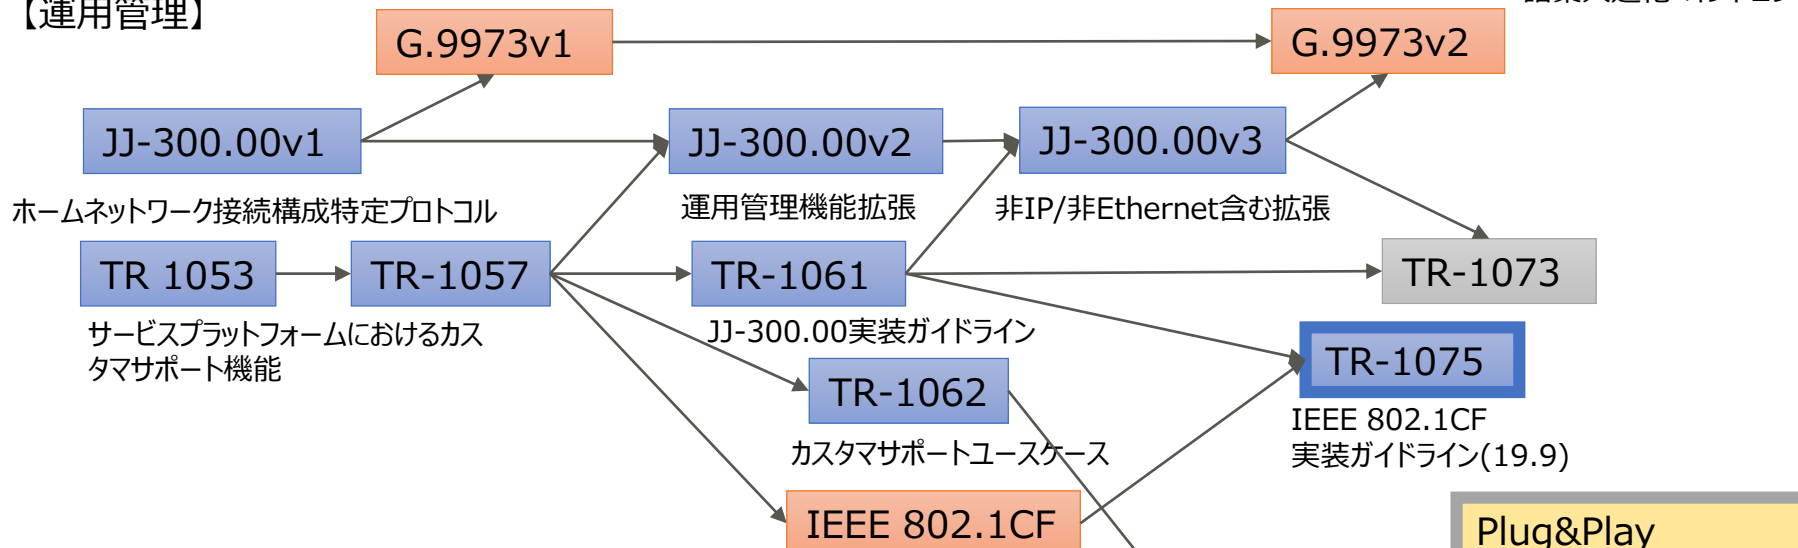 【運用管理】
G.9973v1
G.9973v2
JJ-300.00v1
JJ-300.00v2
JJ-300.00v3
ホームネットワーク接続構成特定プロトコル
運用管理機能拡張
非IP/非Ethernet含む拡張
TR 1053
TR-1057
TR-1061
TR-1073
サービスプラットフォームにおけるカス
タマサポート機能
JJ-300.00実装ガイドライン
TR-1075
TR-1062
IEEE 802.1CF
実装ガイドライン(19.9)
カスタマサポートユースケース
IEEE 802.1CF
Plug&Play